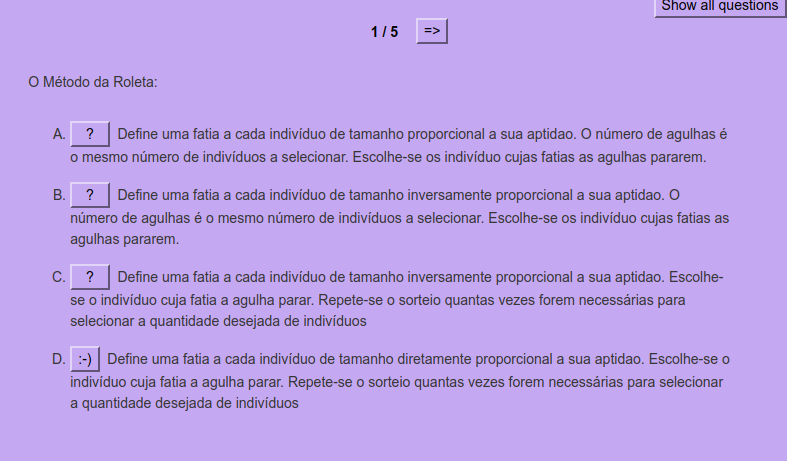 Show all questions
1 / 5 =>
O Método da Roleta:
A. ? Define uma fatia a cada indivíduo de tamanho proporcional a sua aptidao. O número de agulhas é
o mesmo número de indivíduos a selecionar. Escolhe-se os indivíduo cujas fatias as agulhas pararem.
B. ? Define uma fatia a cada indivíduo de tamanho inversamente proporcional a sua aptidao. O
número de agulhas é o mesmo número de indivíduos a selecionar. Escolhe-se os indivíduo cujas fatias as
agulhas pararem.
C. ? Define uma fatia a cada indivíduo de tamanho inversamente proporcional a sua aptidao. Escolhe-
se o indivíduo cuja fatia a agulha parar. Repete-se o sorteio quantas vezes forem necessárias para
selecionar a quantidade desejada de indivíduos
D. :-) Define uma fatia a cada indivíduo de tamanho diretamente proporcional a sua aptidao. Escolhe-se o
indivíduo cuja fatia a agulha parar. Repete-se o sorteio quantas vezes forem necessárias para selecionar
a quantidade desejada de indivíduos